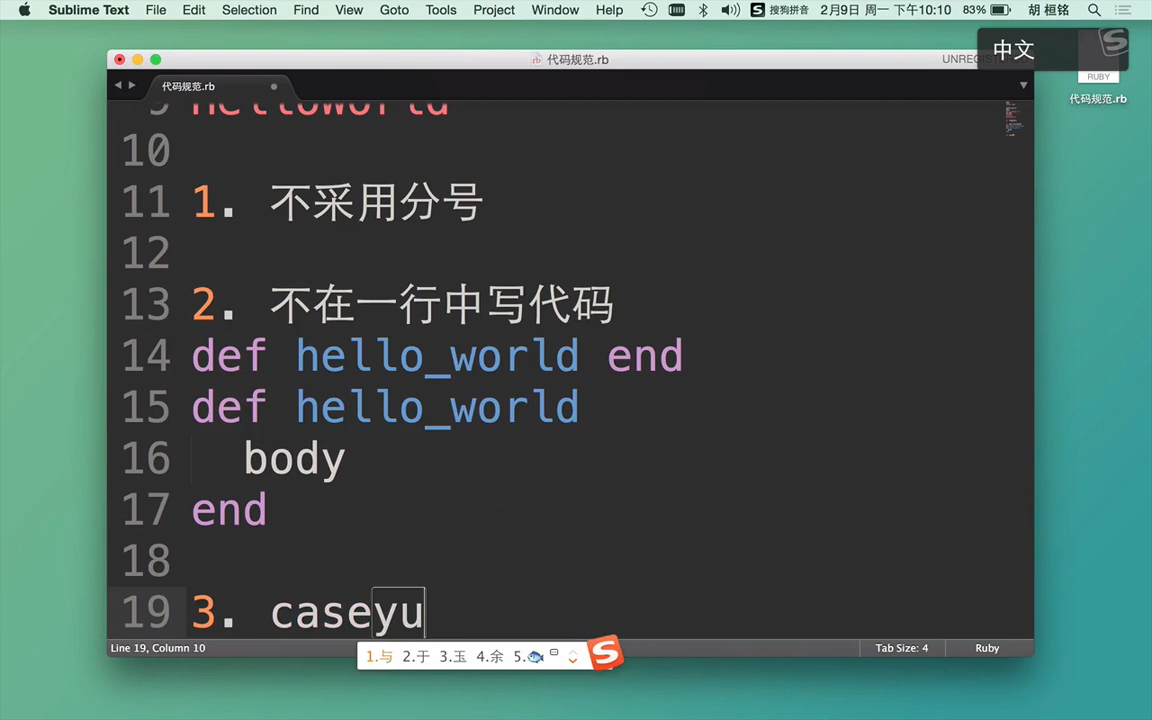 Sublime Text File Edit Selection Find View Goto Tools Project Window Help 搜狗拼音 2月9日 周一 下午10:10 83% 胡 桓铭
中文
代码规范.rb
代码规范.rb
RUBY
代码规范.rb
9 helloworld
10
11 1. 不采用分号
12
13 2. 不在一行中写代码
14 def hello_world end
15 def hello_world
16 body
17 end
18
19 3. caseyu
Line 19, Column 10 Tab Size: 4 Ruby
1.与 2.于 3.玉 4.余 5.🐟